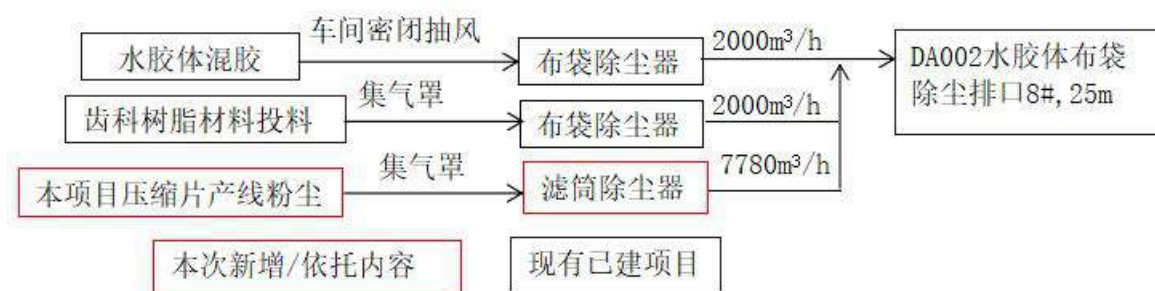 水胶体混胶
车间密闭抽风
布袋除尘器
2000m³/h
DA002水胶体布袋
除尘排口8#,25m
齿科树脂材料投料
集气罩
布袋除尘器
2000m³/h
本项目压缩片产线粉尘
集气罩
滤筒除尘器
7780m³/h
本次新增/依托内容
现有已建项目